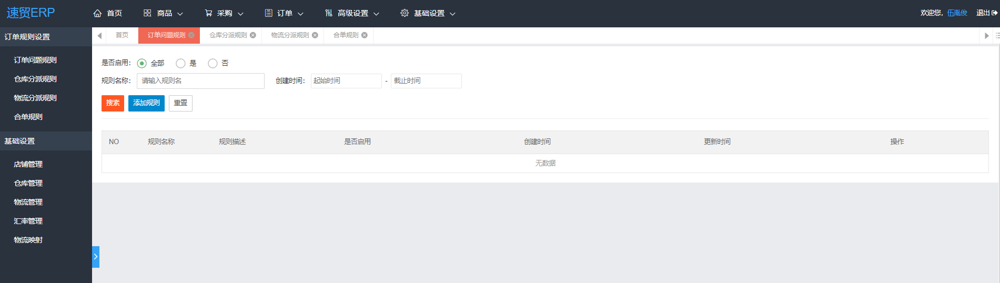 速贸ERP 首页 商品 采购 订单 高级设置 基础设置 欢迎您, 伍胤俊 退出
订单规则设置
订单问题规则
仓库分派规则
物流分派规则
合单规则
基础设置
店铺管理
仓库管理
物流管理
汇率管理
物流映射
首页 订单问题规则 仓库分派规则 物流分派规则 合单规则
是否启用: 全部 是 否
规则名称: 请输入规则名 创建时间: 起始时间 - 截止时间
搜索 添加规则 重置
NO 规则名称 规则描述 是否启用 创建时间 更新时间 操作
无数据